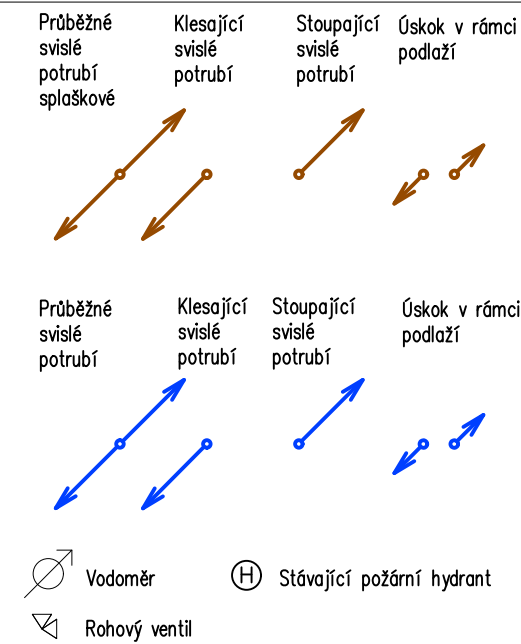 Průběžné
svislé
potrubí
splaškové
Klesající
svislé
potrubí
Stoupající
svislé
potrubí
Úskok v rámci
podlaží
Průběžné
svislé
potrubí
Klesající
svislé
potrubí
Stoupající
svislé
potrubí
Úskok v rámci
podlaží
Vodoměr
H
Stávající požární hydrant
Rohový ventil